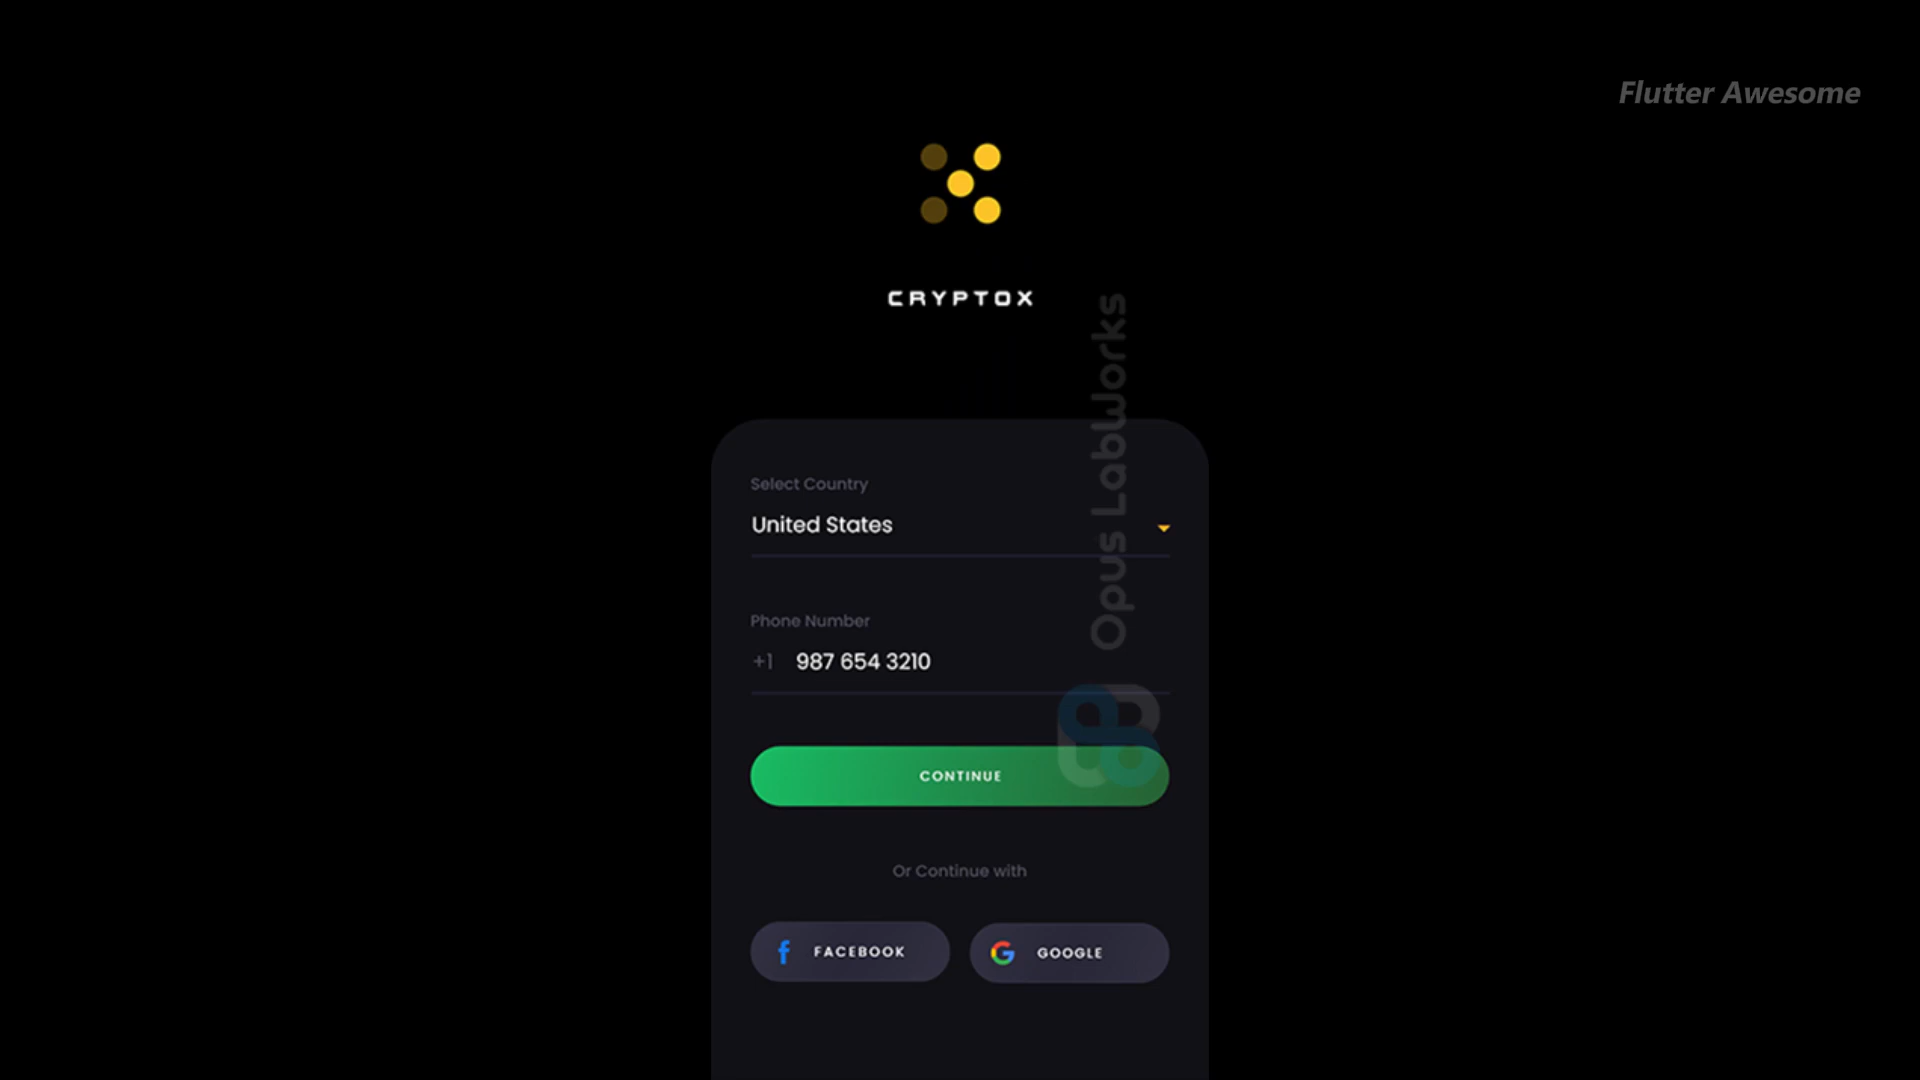 Flutter Awesome
CRYPTOX
Opus LabWorks
Select Country
United States
Phone Number
+1 987 654 3210
CONTINUE
Or Continue with
FACEBOOK
GOOGLE